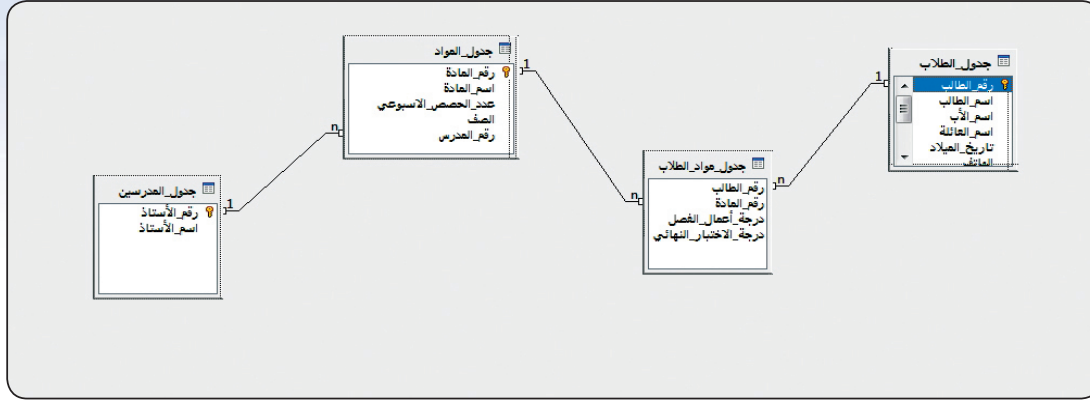 جدول_الطلاب
رقم_الطالب
اسم_الطالب
اسم_الأب
اسم_العائلة
تاريخ_الميلاد
الهاتف
1
n
جدول_مواد_الطلاب
رقم_الطالب
رقم_المادة
درجة_أعمال_الفصل
درجة_الاختبار_النهائي
n
1
جدول_المواد
رقم_المادة
اسم_المادة
عدد_الحصص_الاسبوعي
الصف
رقم_المدرس
n
1
جدول_المدرسين
رقم_الأستاذ
اسم_الأستاذ